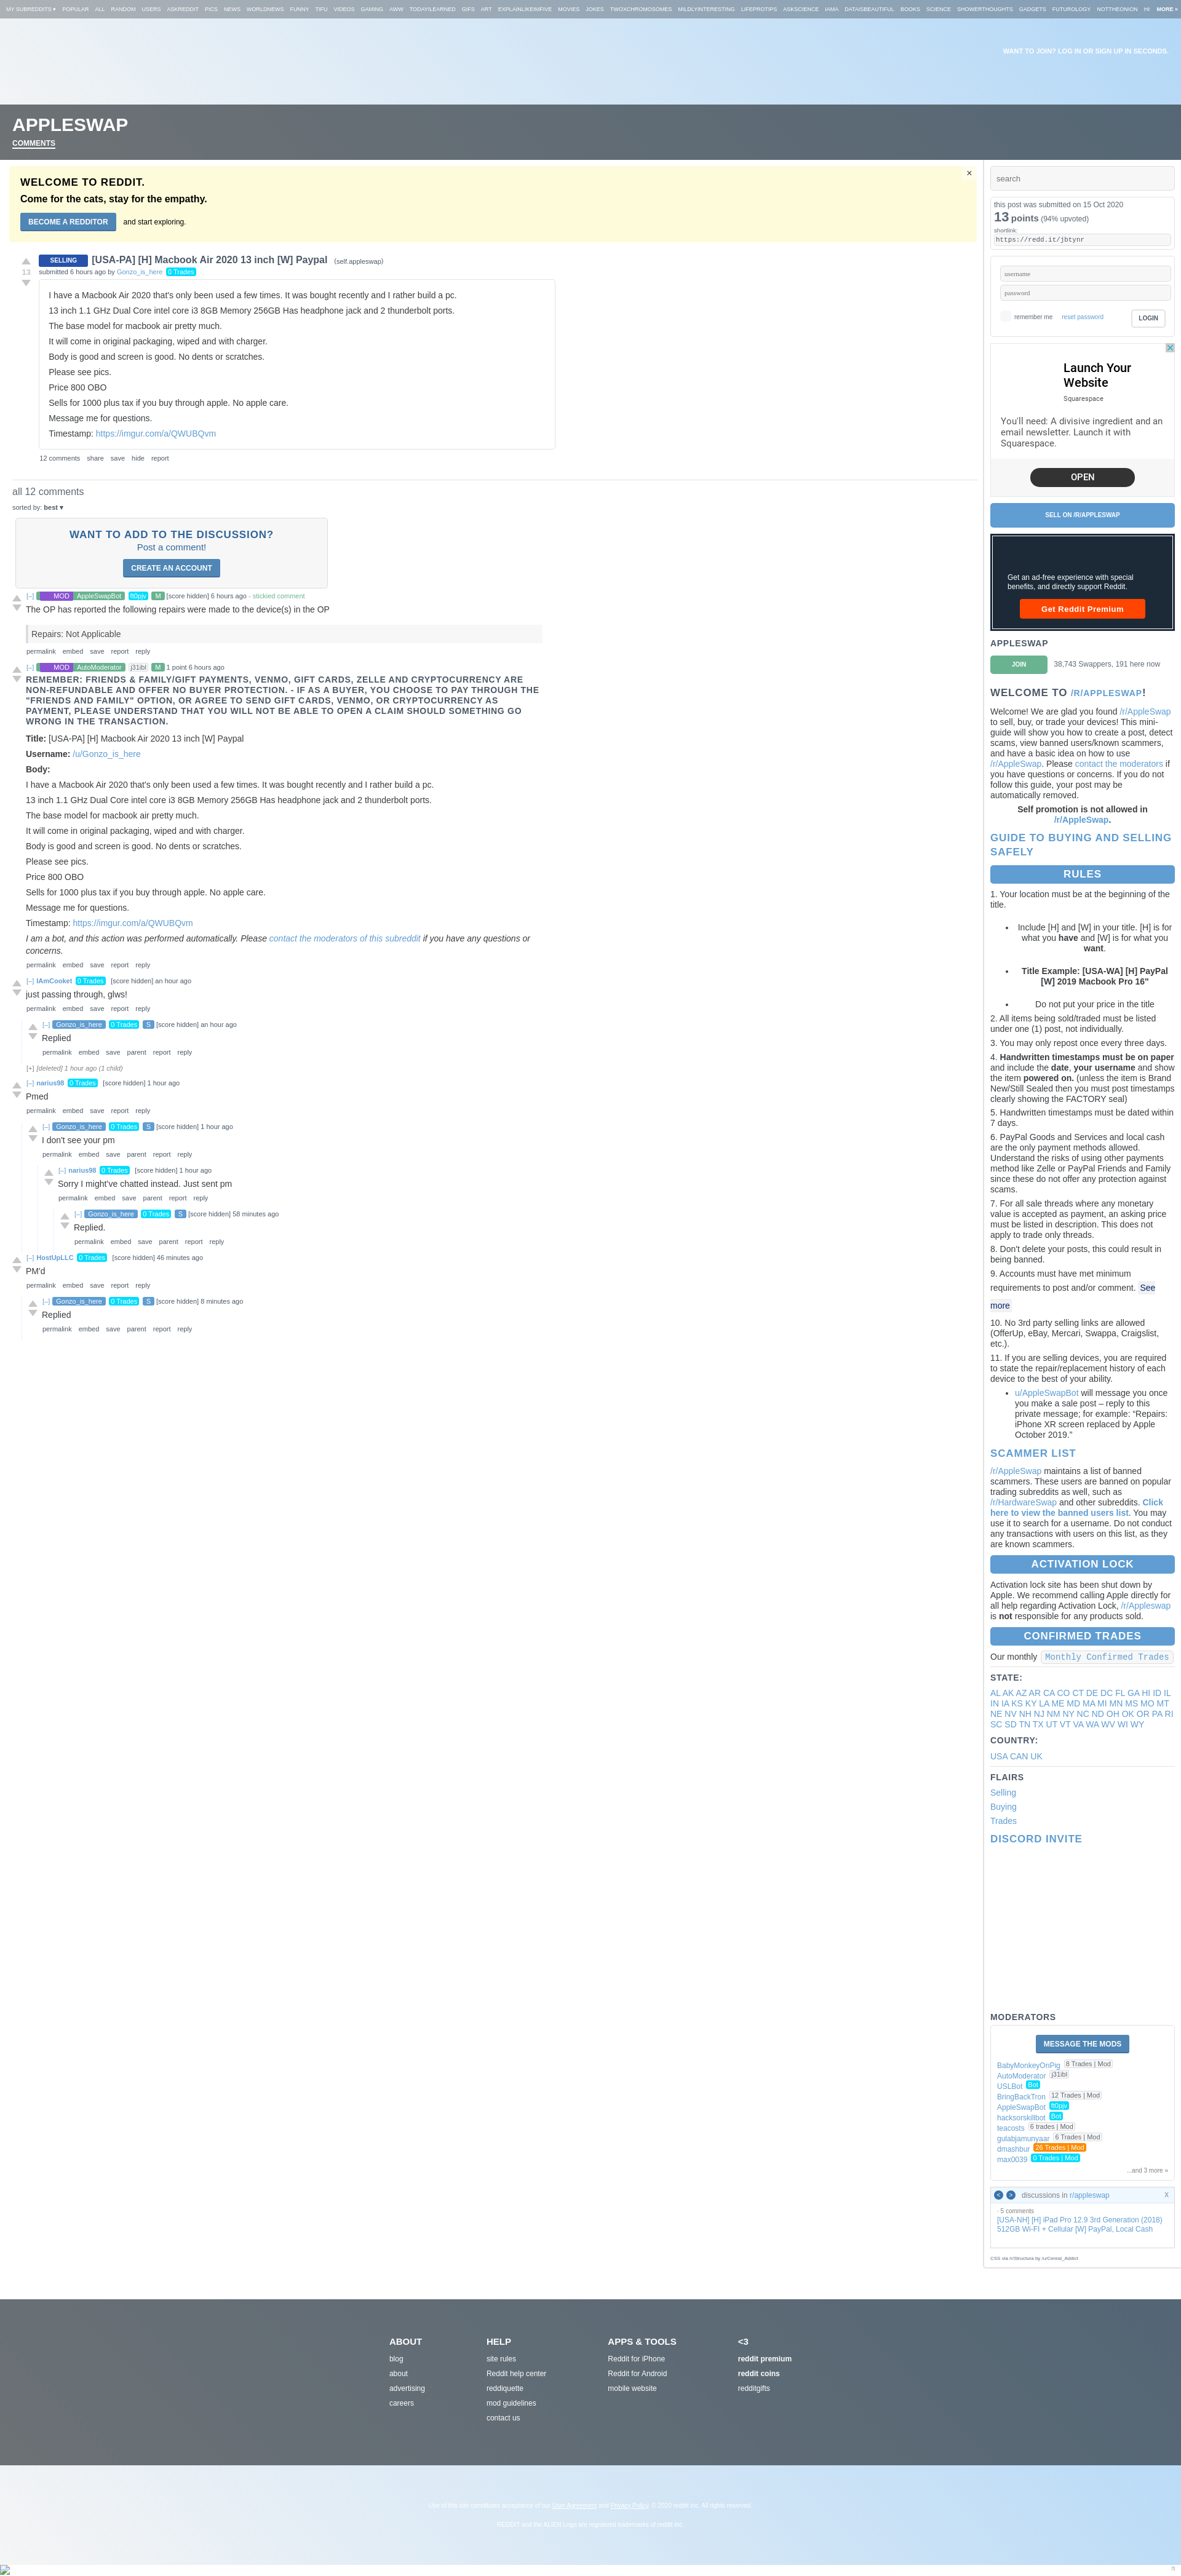 MY SUBREDDITS ▾ POPULAR ALL RANDOM USERS ASKREDDIT PICS NEWS WORLDNEWS FUNNY TIFU VIDEOS GAMING AWW TODAYILEARNED GIFS ART EXPLAINLIKEIMFIVE MOVIES JOKES TWOXCHROMOSOMES MILDLYINTERESTING LIFEPROTIPS ASKSCIENCE IAMA DATAISBEAUTIFUL BOOKS SCIENCE SHOWERTHOUGHTS GADGETS FUTUROLOGY NOTTHEONION HI MORE »
WANT TO JOIN? LOG IN OR SIGN UP IN SECONDS.
APPLESWAP
COMMENTS
WELCOME TO REDDIT.
Come for the cats, stay for the empathy.
BECOME A REDDITOR and start exploring.
×
13
SELLING [USA-PA] [H] Macbook Air 2020 13 inch [W] Paypal (self.appleswap)
submitted 6 hours ago by Gonzo_is_here 0 Trades
I have a Macbook Air 2020 that's only been used a few times. It was bought recently and I rather build a pc.
13 inch 1.1 GHz Dual Core intel core i3 8GB Memory 256GB Has headphone jack and 2 thunderbolt ports.
The base model for macbook air pretty much.
It will come in original packaging, wiped and with charger.
Body is good and screen is good. No dents or scratches.
Please see pics.
Price 800 OBO
Sells for 1000 plus tax if you buy through apple. No apple care.
Message me for questions.
Timestamp: https://imgur.com/a/QWUBQvm
12 comments share save hide report
all 12 comments
sorted by: best ▾
WANT TO ADD TO THE DISCUSSION?
Post a comment!
CREATE AN ACCOUNT
[–] MOD AppleSwapBot ft0pjv M [score hidden] 6 hours ago - stickied comment
The OP has reported the following repairs were made to the device(s) in the OP
Repairs: Not Applicable
permalink embed save report reply
[–] MOD AutoModerator j31ibl M 1 point 6 hours ago
REMEMBER: FRIENDS & FAMILY/GIFT PAYMENTS, VENMO, GIFT CARDS, ZELLE AND CRYPTOCURRENCY ARE
NON-REFUNDABLE AND OFFER NO BUYER PROTECTION. - IF AS A BUYER, YOU CHOOSE TO PAY THROUGH THE
"FRIENDS AND FAMILY" OPTION, OR AGREE TO SEND GIFT CARDS, VENMO, OR CRYPTOCURRENCY AS
PAYMENT, PLEASE UNDERSTAND THAT YOU WILL NOT BE ABLE TO OPEN A CLAIM SHOULD SOMETHING GO
WRONG IN THE TRANSACTION.
Title: [USA-PA] [H] Macbook Air 2020 13 inch [W] Paypal
Username: /u/Gonzo_is_here
Body:
I have a Macbook Air 2020 that's only been used a few times. It was bought recently and I rather build a pc.
13 inch 1.1 GHz Dual Core intel core i3 8GB Memory 256GB Has headphone jack and 2 thunderbolt ports.
The base model for macbook air pretty much.
It will come in original packaging, wiped and with charger.
Body is good and screen is good. No dents or scratches.
Please see pics.
Price 800 OBO
Sells for 1000 plus tax if you buy through apple. No apple care.
Message me for questions.
Timestamp: https://imgur.com/a/QWUBQvm
I am a bot, and this action was performed automatically. Please contact the moderators of this subreddit if you have any questions or
concerns.
permalink embed save report reply
[–] IAmCooket 0 Trades [score hidden] an hour ago
just passing through, glws!
permalink embed save report reply
[–] Gonzo_is_here 0 Trades S [score hidden] an hour ago
Replied
permalink embed save parent report reply
[+] [deleted] 1 hour ago (1 child)
[–] narius98 0 Trades [score hidden] 1 hour ago
Pmed
permalink embed save report reply
[–] Gonzo_is_here 0 Trades S [score hidden] 1 hour ago
I don't see your pm
permalink embed save parent report reply
[–] narius98 0 Trades [score hidden] 1 hour ago
Sorry I might've chatted instead. Just sent pm
permalink embed save parent report reply
[–] Gonzo_is_here 0 Trades S [score hidden] 58 minutes ago
Replied.
permalink embed save parent report reply
[–] HostUpLLC 0 Trades [score hidden] 46 minutes ago
PM'd
permalink embed save report reply
[–] Gonzo_is_here 0 Trades S [score hidden] 8 minutes ago
Replied
permalink embed save parent report reply
search
this post was submitted on 15 Oct 2020
13 points (94% upvoted)
shortlink:
https://redd.it/jbtynr
username
password
remember me reset password LOGIN
Launch Your
Website
Squarespace
You'll need: A divisive ingredient and an
email newsletter. Launch it with
Squarespace.
OPEN
SELL ON /R/APPLESWAP
Get an ad-free experience with special
benefits, and directly support Reddit.
Get Reddit Premium
APPLESWAP
JOIN 38,743 Swappers, 191 here now
WELCOME TO /R/APPLESWAP!
Welcome! We are glad you found /r/AppleSwap
to sell, buy, or trade your devices! This mini-
guide will show you how to create a post, detect
scams, view banned users/known scammers,
and have a basic idea on how to use
/r/AppleSwap. Please contact the moderators if
you have questions or concerns. If you do not
follow this guide, your post may be
automatically removed.
Self promotion is not allowed in
/r/AppleSwap.
GUIDE TO BUYING AND SELLING
SAFELY
RULES
1. Your location must be at the beginning of the
title.
• Include [H] and [W] in your title. [H] is for
what you have and [W] is for what you
want.
• Title Example: [USA-WA] [H] PayPal
[W] 2019 Macbook Pro 16"
• Do not put your price in the title
2. All items being sold/traded must be listed
under one (1) post, not individually.
3. You may only repost once every three days.
4. Handwritten timestamps must be on paper
and include the date, your username and show
the item powered on. (unless the item is Brand
New/Still Sealed then you must post timestamps
clearly showing the FACTORY seal)
5. Handwritten timestamps must be dated within
7 days.
6. PayPal Goods and Services and local cash
are the only payment methods allowed.
Understand the risks of using other payments
method like Zelle or PayPal Friends and Family
since these do not offer any protection against
scams.
7. For all sale threads where any monetary
value is accepted as payment, an asking price
must be listed in description. This does not
apply to trade only threads.
8. Don't delete your posts, this could result in
being banned.
9. Accounts must have met minimum
requirements to post and/or comment. See
more
10. No 3rd party selling links are allowed
(OfferUp, eBay, Mercari, Swappa, Craigslist,
etc.).
11. If you are selling devices, you are required
to state the repair/replacement history of each
device to the best of your ability.
• u/AppleSwapBot will message you once
you make a sale post – reply to this
private message; for example: “Repairs:
iPhone XR screen replaced by Apple
October 2019.”
SCAMMER LIST
/r/AppleSwap maintains a list of banned
scammers. These users are banned on popular
trading subreddits as well, such as
/r/HardwareSwap and other subreddits. Click
here to view the banned users list. You may
use it to search for a username. Do not conduct
any transactions with users on this list, as they
are known scammers.
ACTIVATION LOCK
Activation lock site has been shut down by
Apple. We recommend calling Apple directly for
all help regarding Activation Lock, /r/Appleswap
is not responsible for any products sold.
CONFIRMED TRADES
Our monthly Monthly Confirmed Trades
STATE:
AL AK AZ AR CA CO CT DE DC FL GA HI ID IL
IN IA KS KY LA ME MD MA MI MN MS MO MT
NE NV NH NJ NM NY NC ND OH OK OR PA RI
SC SD TN TX UT VT VA WA WV WI WY
COUNTRY:
USA CAN UK
FLAIRS
Selling
Buying
Trades
DISCORD INVITE
MODERATORS
MESSAGE THE MODS
BabyMonkeyOnPig 8 Trades | Mod
AutoModerator j31ibl
USLBot Bot
BringBackTron 12 Trades | Mod
AppleSwapBot ft0pjv
hacksorskillbot Bot
teacosts 6 trades | Mod
gulabjamunyaar 6 Trades | Mod
dmashbur 26 Trades | Mod
max0039 0 Trades | Mod
...and 3 more »
< > discussions in r/appleswap X
· 5 comments
[USA-NH] [H] iPad Pro 12.9 3rd Generation (2018)
512GB Wi-FI + Cellular [W] PayPal, Local Cash
CSS via /r/Structura by /u/Cereal_Addict
ABOUT
blog
about
advertising
careers
HELP
site rules
Reddit help center
reddiquette
mod guidelines
contact us
APPS & TOOLS
Reddit for iPhone
Reddit for Android
mobile website
<3
reddit premium
reddit coins
redditgifts
Use of this site constitutes acceptance of our User Agreement and Privacy Policy. © 2020 reddit inc. All rights reserved.
REDDIT and the ALIEN Logo are registered trademarks of reddit inc.
π